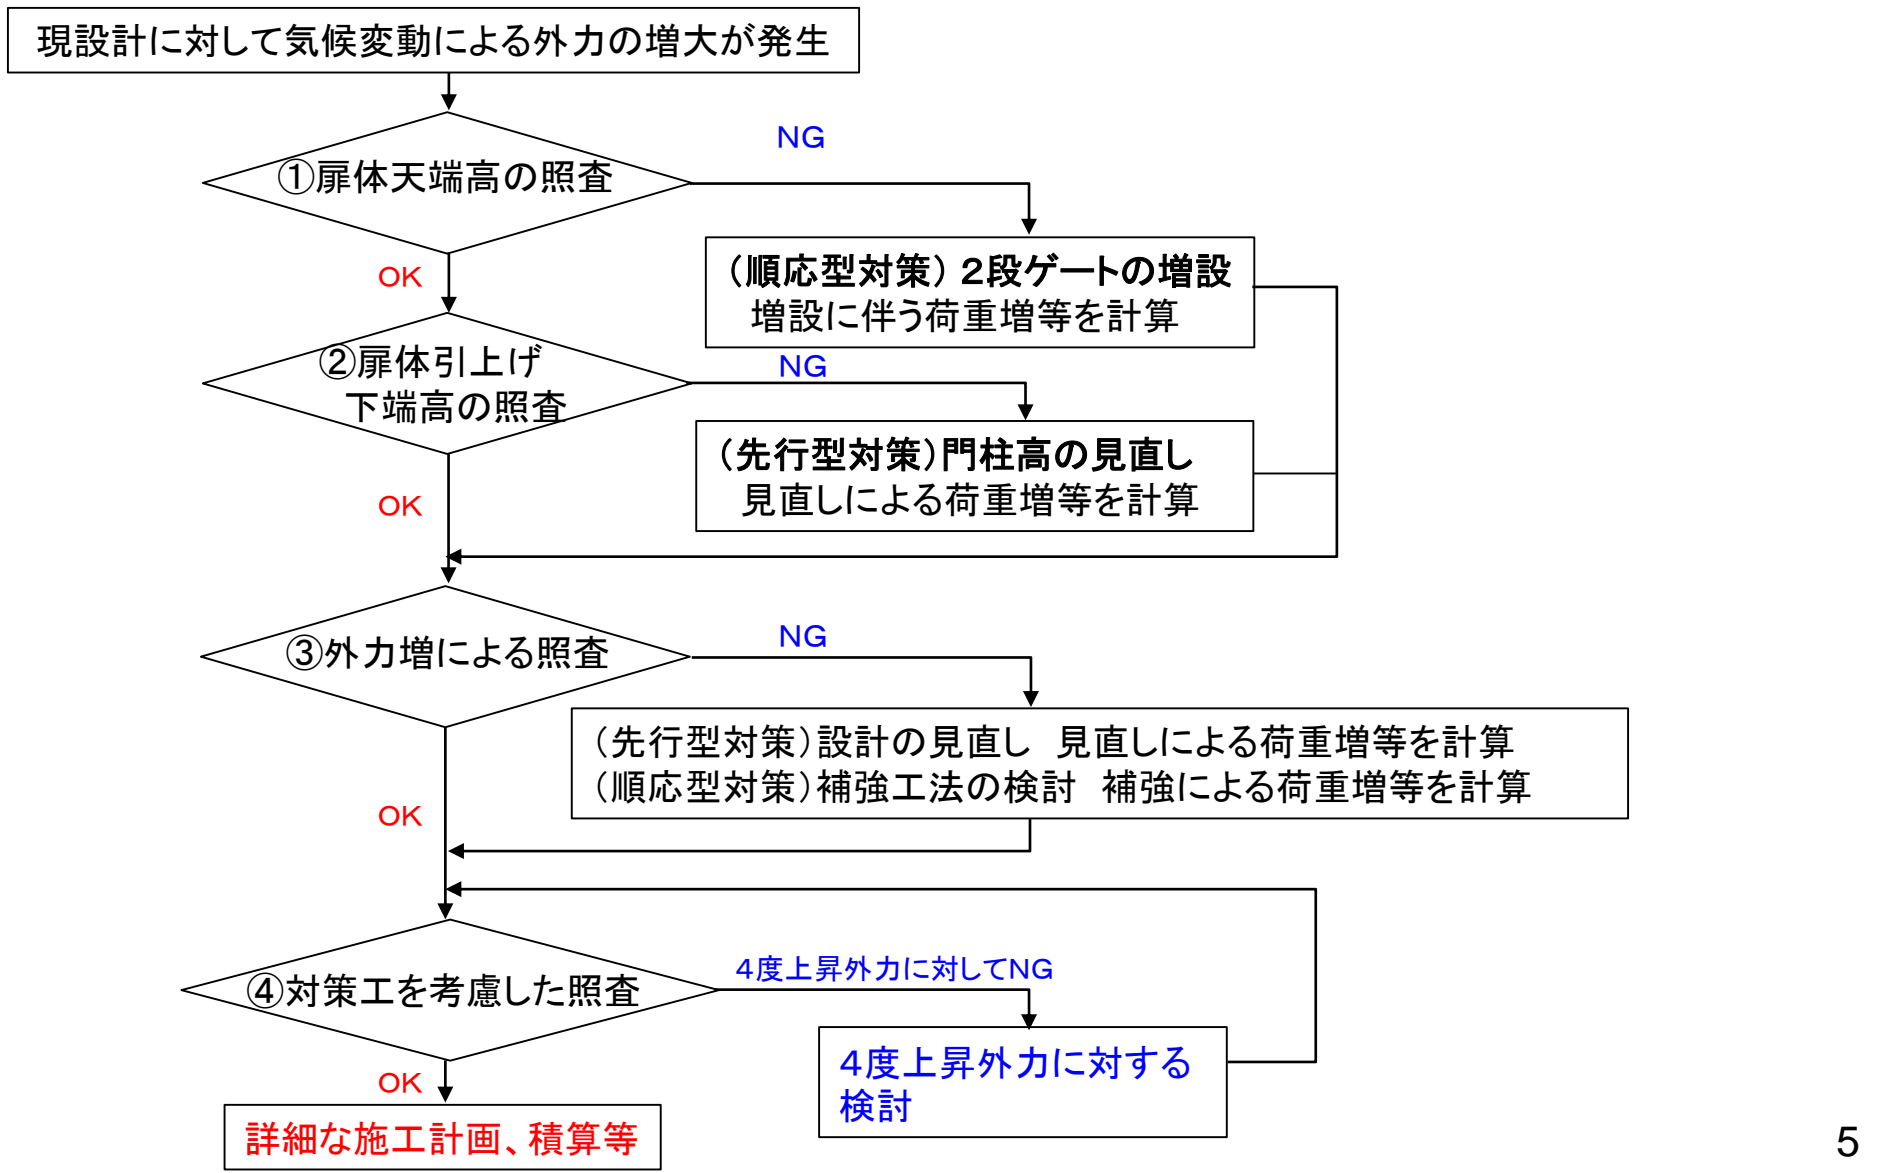 現設計に対して気候変動による外力の増大が発生
NG
①扉体天端高の照査
OK
（順応型対策）２段ゲートの増設
増設に伴う荷重増等を計算
②扉体引上げ
下端高の照査
NG
（先行型対策）門柱高の見直し
見直しによる荷重増等を計算
OK
③外力増による照査
NG
（先行型対策）設計の見直し　見直しによる荷重増等を計算
（順応型対策）補強工法の検討　補強による荷重増等を計算
OK
④対策工を考慮した照査
４度上昇外力に対してNG
４度上昇外力に対する
検討
OK
詳細な施工計画、積算等
5